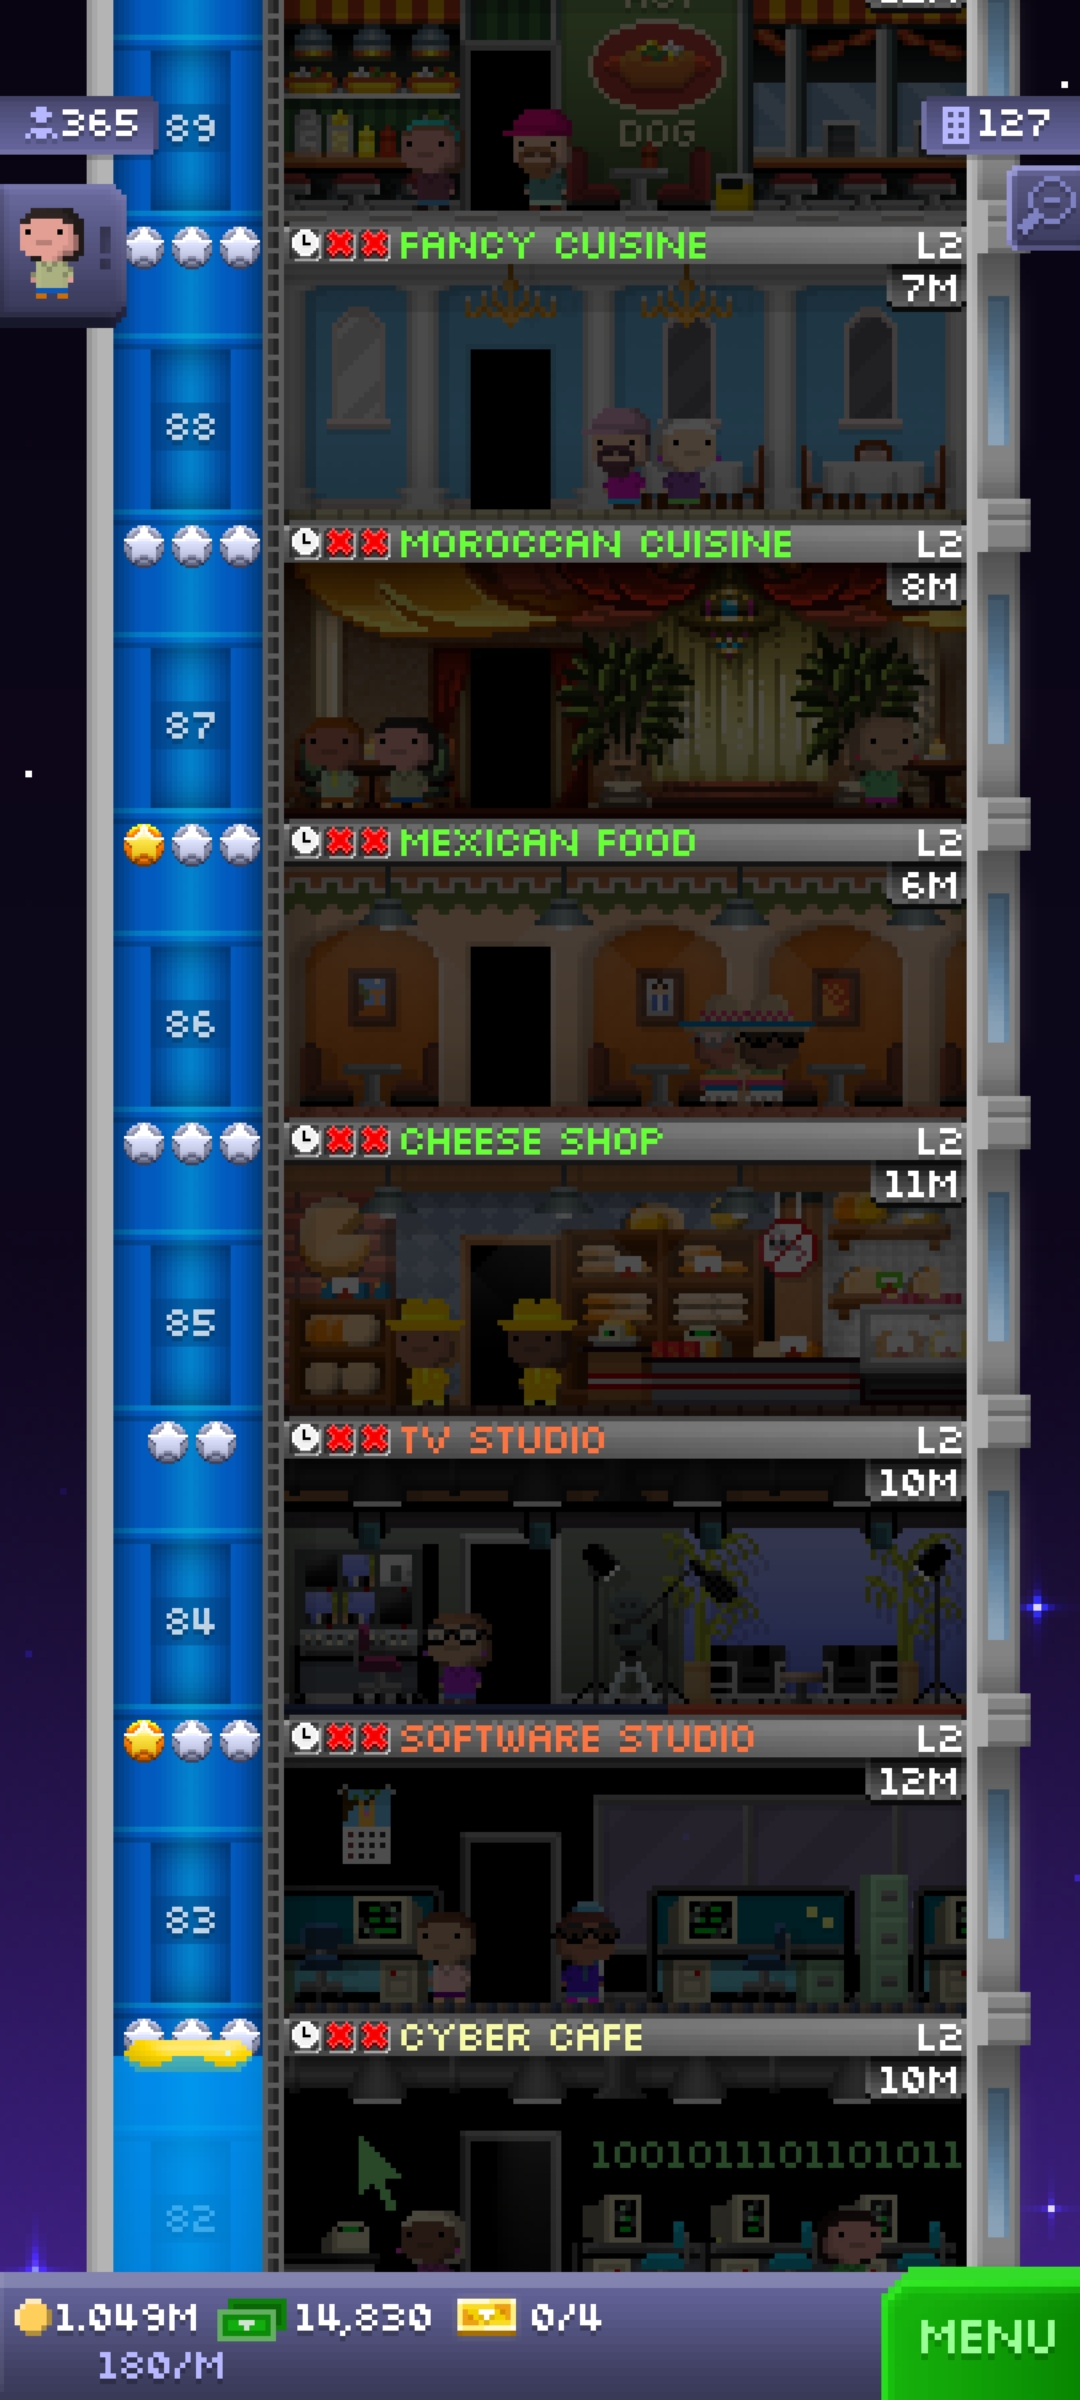 365
89
127
DOG
FANCY CUISINE L2
7M
88
MOROCCAN CUISINE L2
8M
87
MEXICAN FOOD L2
6M
86
CHEESE SHOP L2
11M
85
TV STUDIO L2
10M
84
SOFTWARE STUDIO L2
12M
83
CYBER CAFE L2
10M
1001011101101011
82
1.049M 14,830 0/4
180/M
MENU